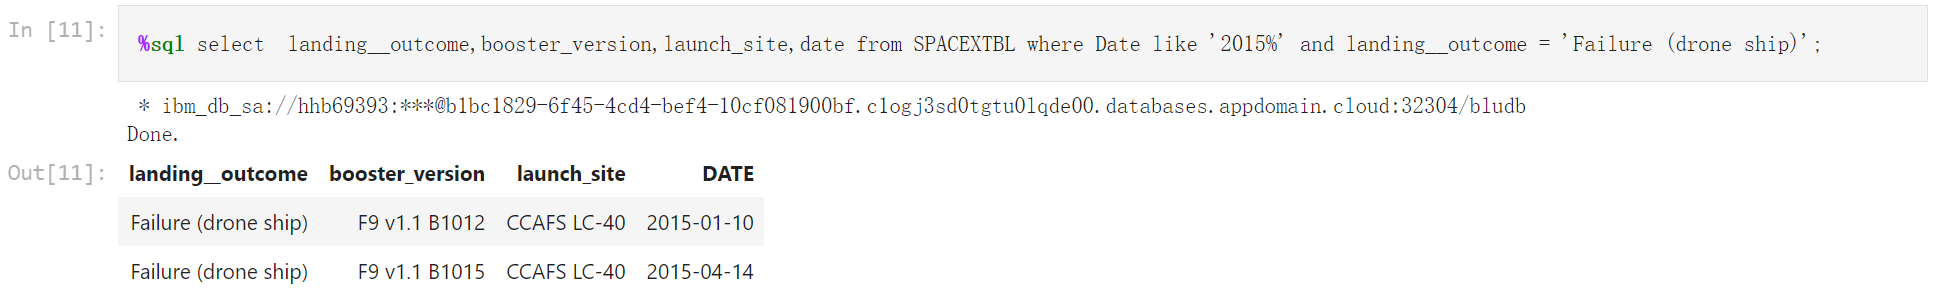 In [11]:
%sql select  landing__outcome,booster_version,launch_site,date from SPACEXTBL where Date like '2015%' and landing__outcome = 'Failure (drone ship)';
* ibm_db_sa://hhb69393:***@b1bc1829-6f45-4cd4-bef4-10cf081900bf.c1ogj3sd0tgtu0lqde00.databases.appdomain.cloud:32304/bludb
Done.
Out[11]:
landing__outcome booster_version launch_site DATE
Failure (drone ship) F9 v1.1 B1012 CCAFS LC-40 2015-01-10
Failure (drone ship) F9 v1.1 B1015 CCAFS LC-40 2015-04-14